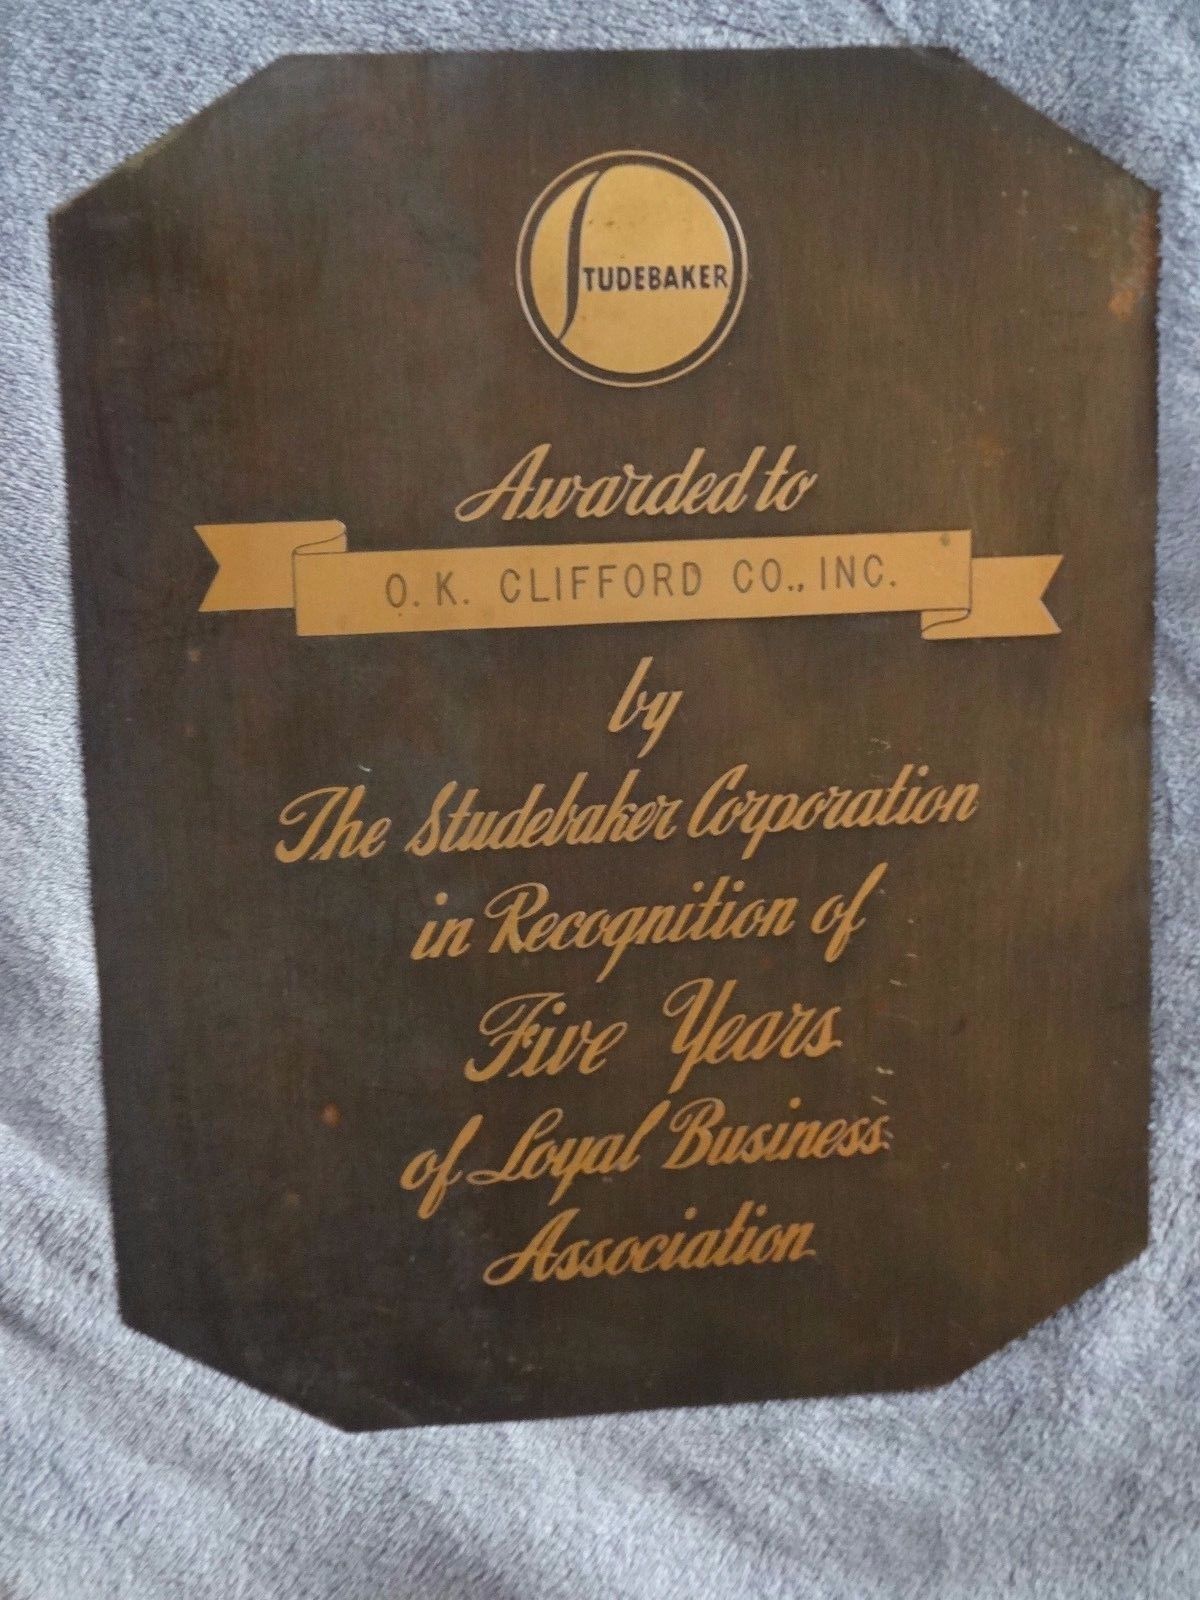 STUDEBAKER
Awarded to
O. K. CLIFFORD CO., INC.
by
The Studebaker Corporation
in Recognition of
Five Years
of Loyal Business
Association